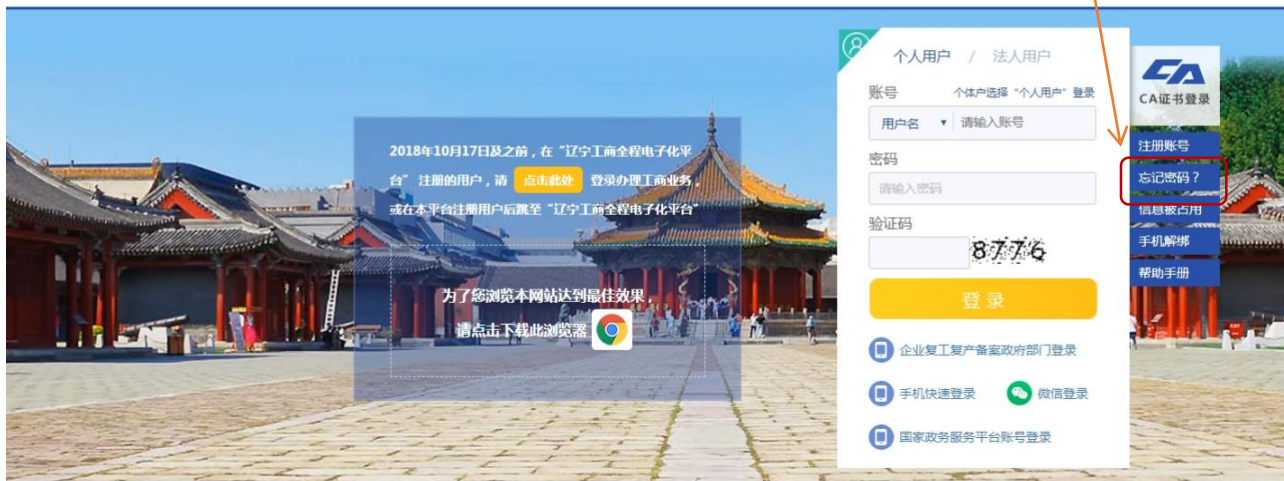 2018年10月17日及之前，在“辽宁工商全程电子化平
台”注册的用户，请 点击此处 登录办理工商业务，
或在本平台注册用户后跳至“辽宁工商全程电子化平台”
为了您浏览本网站达到最佳效果，
请点击下载此浏览器
个人用户 / 法人用户
账号 个体户选择“个人用户”登录
用户名 ▾ 请输入账号
密码
请输入密码
验证码
8776
登录
企业复工复产备案政府部门登录
手机快速登录 微信登录
国家政务服务平台账号登录
CA
CA证书登录
注册账号
忘记密码？
信息被占用
手机解绑
帮助手册